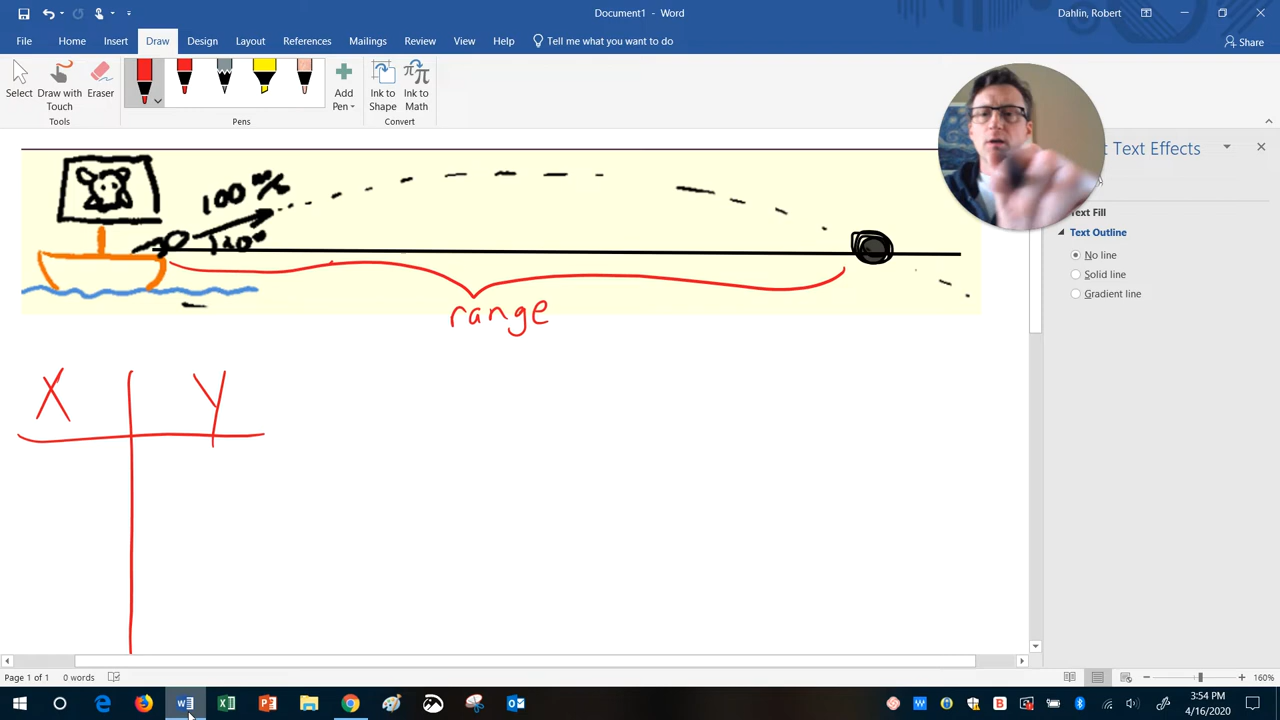 Document1 - Word
Dahlin, Robert
File Home Insert Draw Design Layout References Mailings Review View Help Tell me what you want to do
Share
Select
Draw with Touch
Eraser
Add Pen
Ink to Shape
Ink to Math
Tools
Pens
Convert
100 m/s
range
X Y
t Text Effects
Text Fill
Text Outline
No line
Solid line
Gradient line
Page 1 of 1 0 words
160%
3:54 PM
4/16/2020